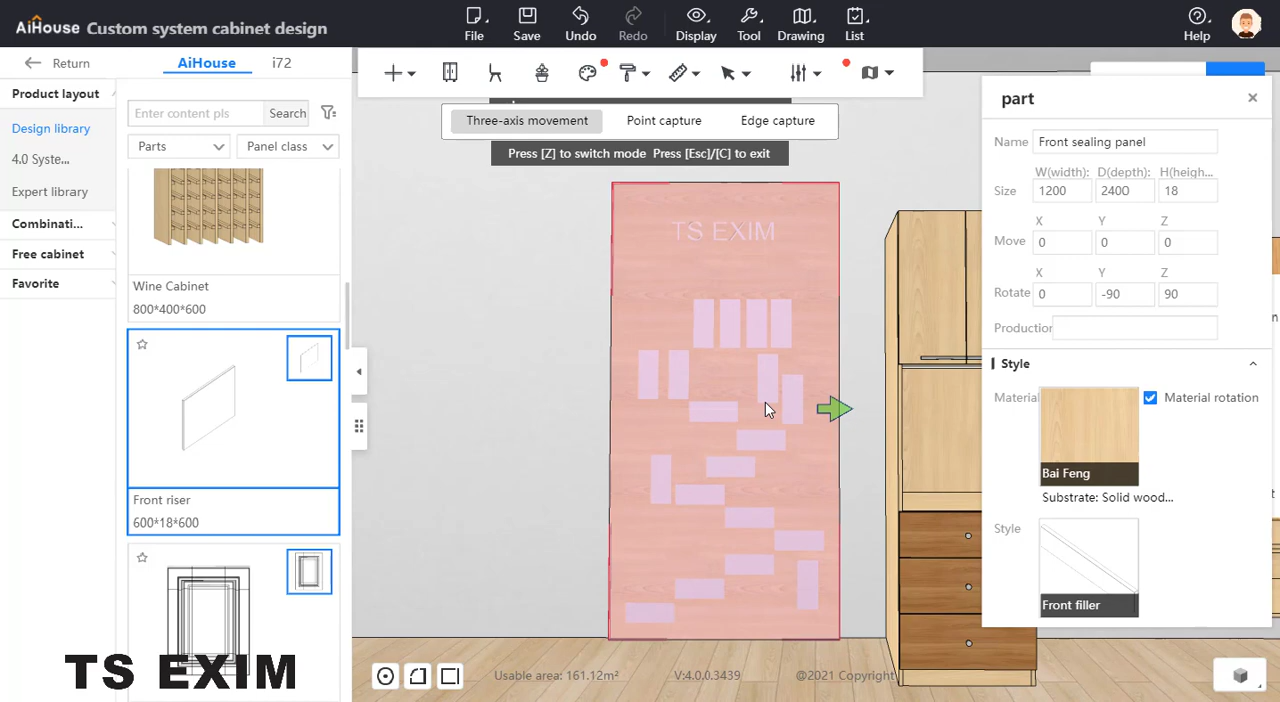 AiHouse Custom system cabinet design
File
Save
Undo
Redo
Display
Tool
Drawing
List
Help
Return
AiHouse
i72
Product layout
Design library
4.0 Syste...
Expert library
Combinati...
Free cabinet
Favorite
Enter content pls
Search
Parts
Panel class
Wine Cabinet
800*400*600
Front riser
600*18*600
TS EXIM
Three-axis movement
Point capture
Edge capture
Press [Z] to switch mode Press [Esc]/[C] to exit
TS EXIM
Usable area: 161.12m²
V:4.0.0.3439
@2021 Copyright
part
Name
Front sealing panel
W(width):
D(depth):
H(heigh...
Size
1200
2400
18
X
Y
Z
Move
0
0
0
X
Y
Z
Rotate
0
-90
90
Production
Style
Material
Material rotation
Bai Feng
Substrate: Solid wood...
Style
Front filler